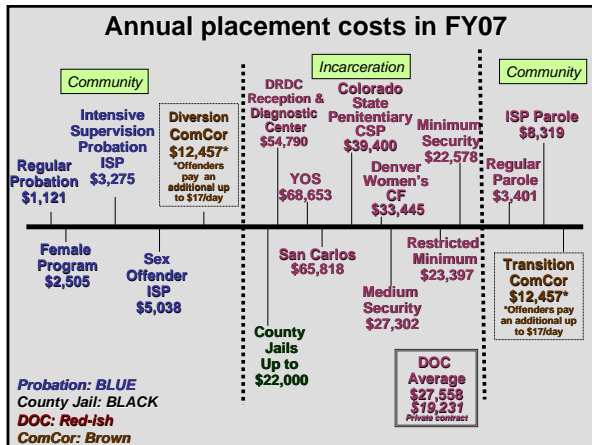 Annual placement costs in FY07
Community
Incarceration
Community
Regular
Probation
$1,121
Intensive
Supervision
Probation
ISP
$3,275
Diversion
ComCor
$12,457*
*Offenders
pay an
additional up
to $17/day
DRDC
Reception &
Diagnostic
Center
$54,790
YOS
$68,653
Colorado
State
Penitentiary
CSP
$39,400
Denver
Women's
CF
$33,445
Minimum
Security
$22,578
Regular
Parole
$3,401
ISP Parole
$8,319
Female
Program
$2,505
Sex
Offender
ISP
$5,038
County
Jails
Up to
$22,000
San Carlos
$65,818
Medium
Security
$27,302
Restricted
Minimum
$23,397
Transition
ComCor
$12,457*
*Offenders pay
an additional up
to $17/day
DOC
Average
$27,558
$19,231
Private contract
Probation: BLUE
County Jail: BLACK
DOC: Red-ish
ComCor: Brown